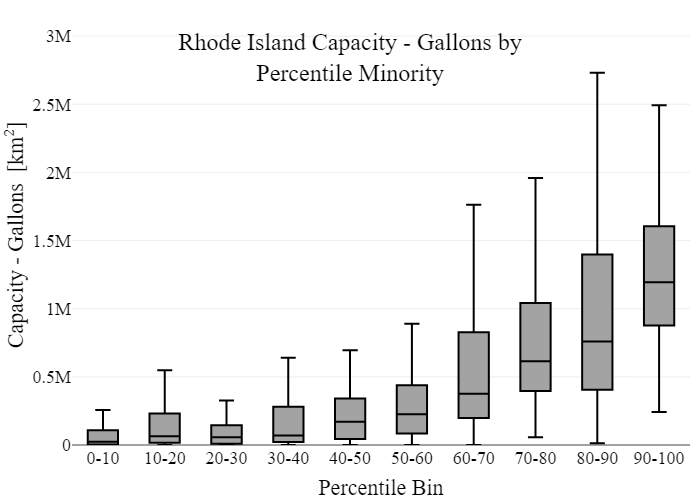 Rhode Island Capacity - Gallons by
Percentile Minority
Capacity - Gallons [km²]
3M
2.5M
2M
1.5M
1M
0.5M
0
0-10 10-20 20-30 30-40 40-50 50-60 60-70 70-80 80-90 90-100
Percentile Bin